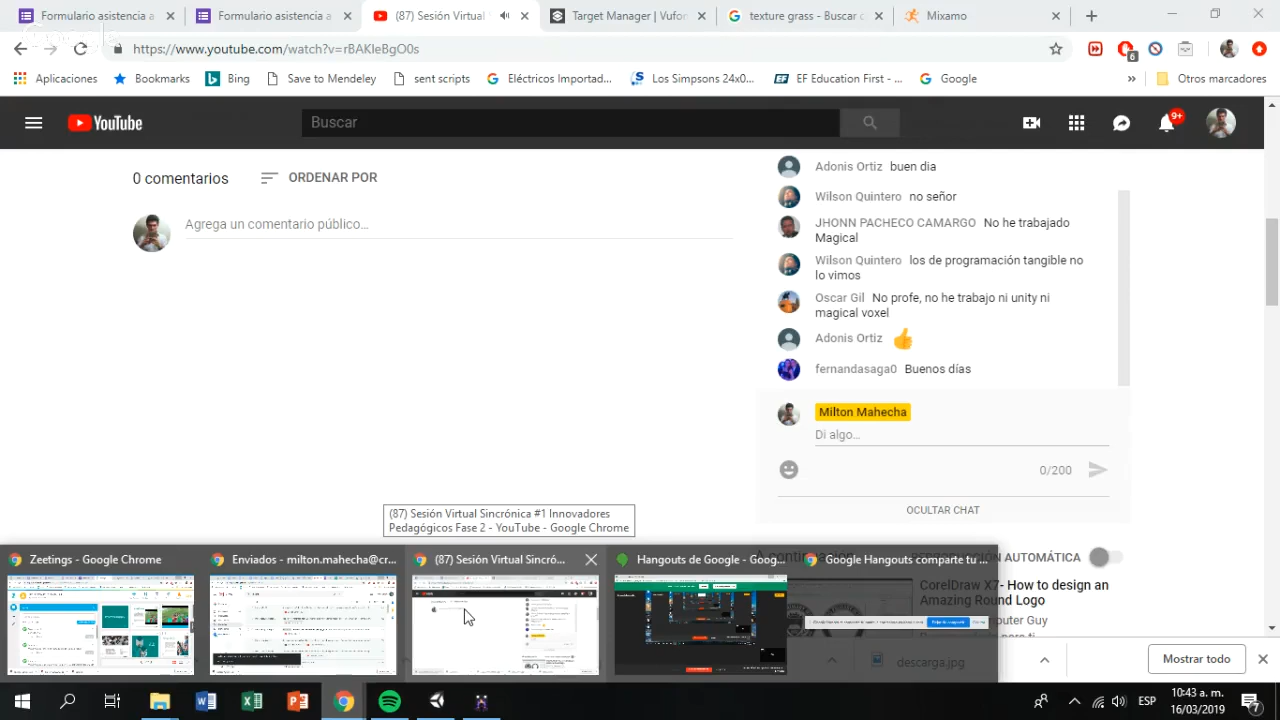 Formulario asistencia a
Formulario asistencia a
(87) Sesión Virtual
Target Manager | Vufor
texture grass - Buscar c
Mixamo
https://www.youtube.com/watch?v=rBAKleBgO0s
6
Aplicaciones
Bookmarks
Bing
Save to Mendeley
sent scripts
Eléctricos Importad...
Los Simpsons 24x0...
EF Education First - ...
Google
»
Otros marcadores
YouTube
Buscar
9+
0 comentarios
ORDENAR POR
Agrega un comentario público...
Adonis Ortiz buen dia
Wilson Quintero no señor
JHONN PACHECO CAMARGO No he trabajado
Magical
Wilson Quintero los de programación tangible no
lo vimos
Oscar Gil No profe, no he trabajo ni unity ni
magical voxel
Adonis Ortiz 👍
fernandasaga0 Buenos días
Milton Mahecha
Di algo...
0/200
OCULTAR CHAT
(87) Sesión Virtual Sincrónica #1 Innovadores
Pedagógicos Fase 2 - YouTube - Google Chrome
Zeetings - Google Chrome
Enviados - milton.mahecha@cr...
(87) Sesión Virtual Sincró...
Hangouts de Google - Goog...
Google Hangouts comparte tu ...
AUTOMÁTICA
CorelDraw X7- How to design an
Amazing Round Logo
puter Guy
descarga.jpg
Mostrar todo
ESP
10:43 a. m.
16/03/2019
7